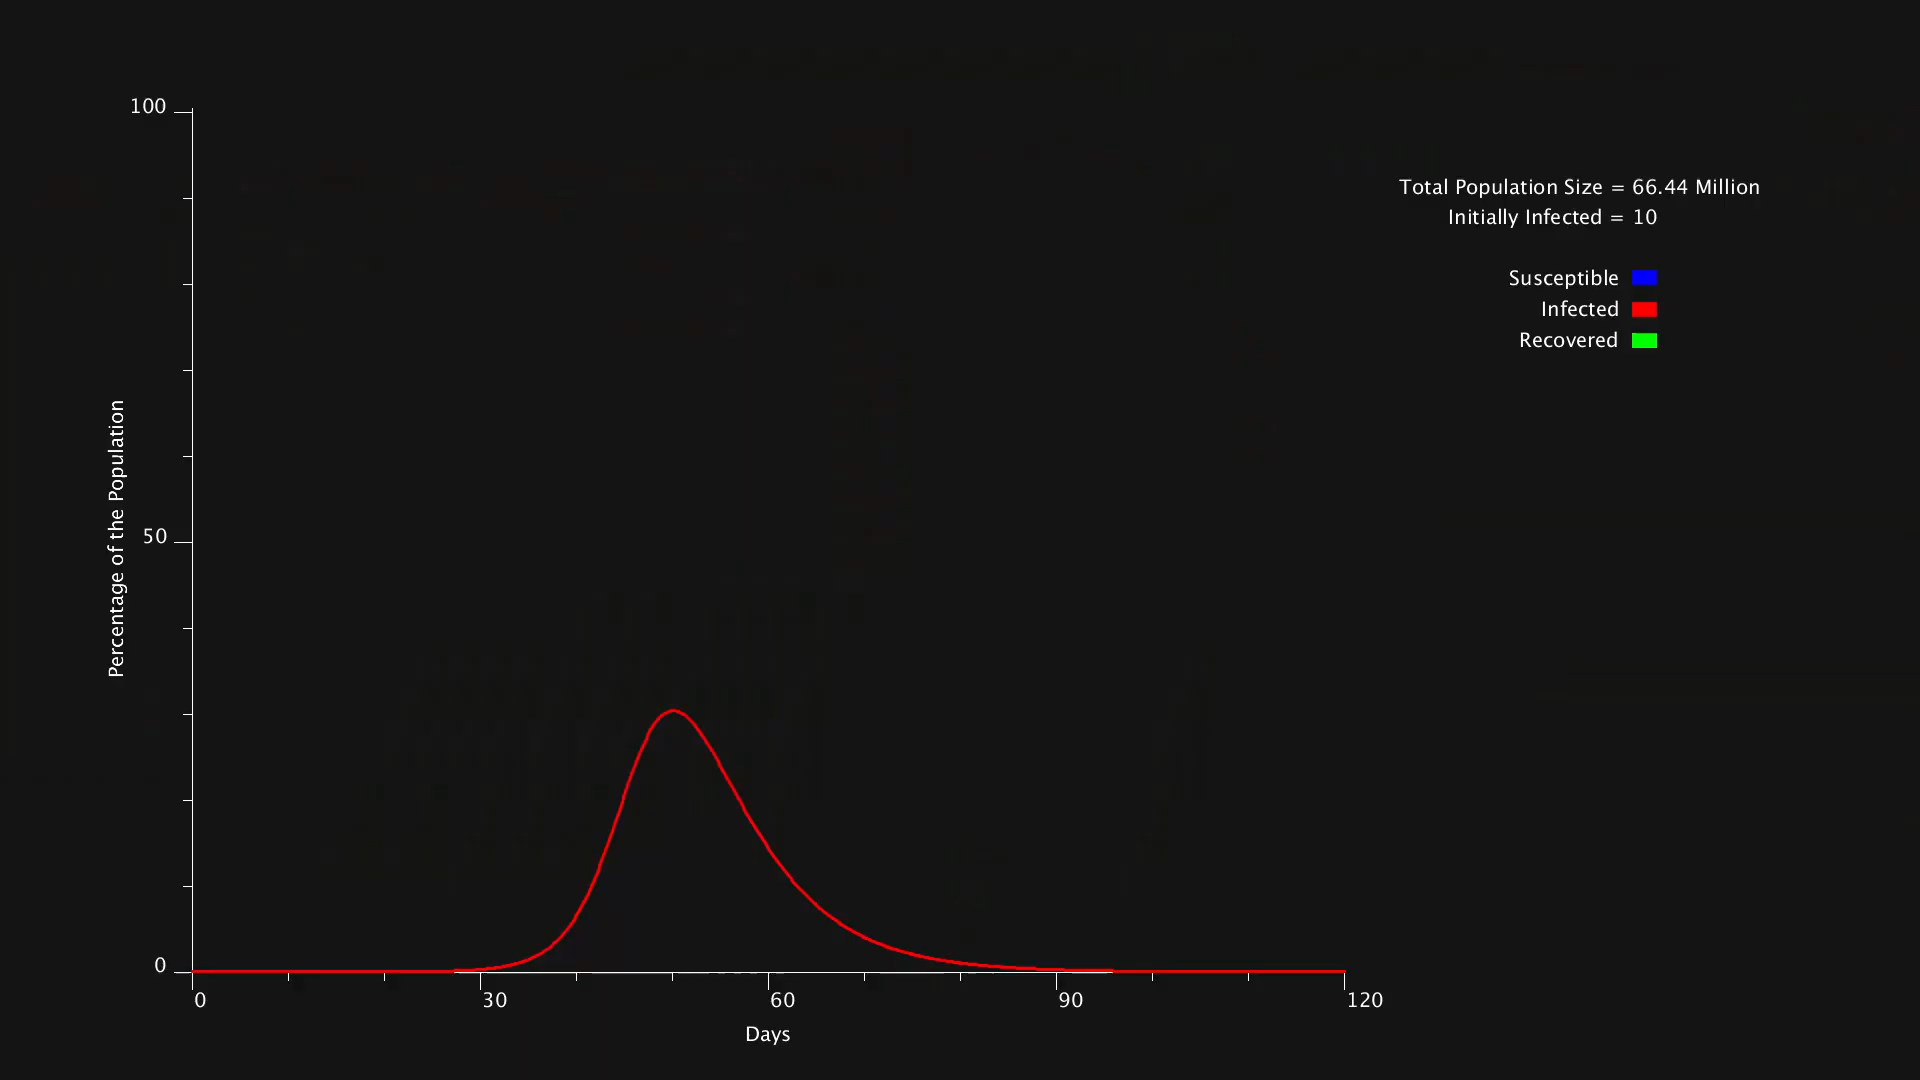 100
Total Population Size = 66.44 Million
Initially Infected = 10
Susceptible
Infected
Recovered
Percentage of the Population
50
0
0 30 60 90 120
Days